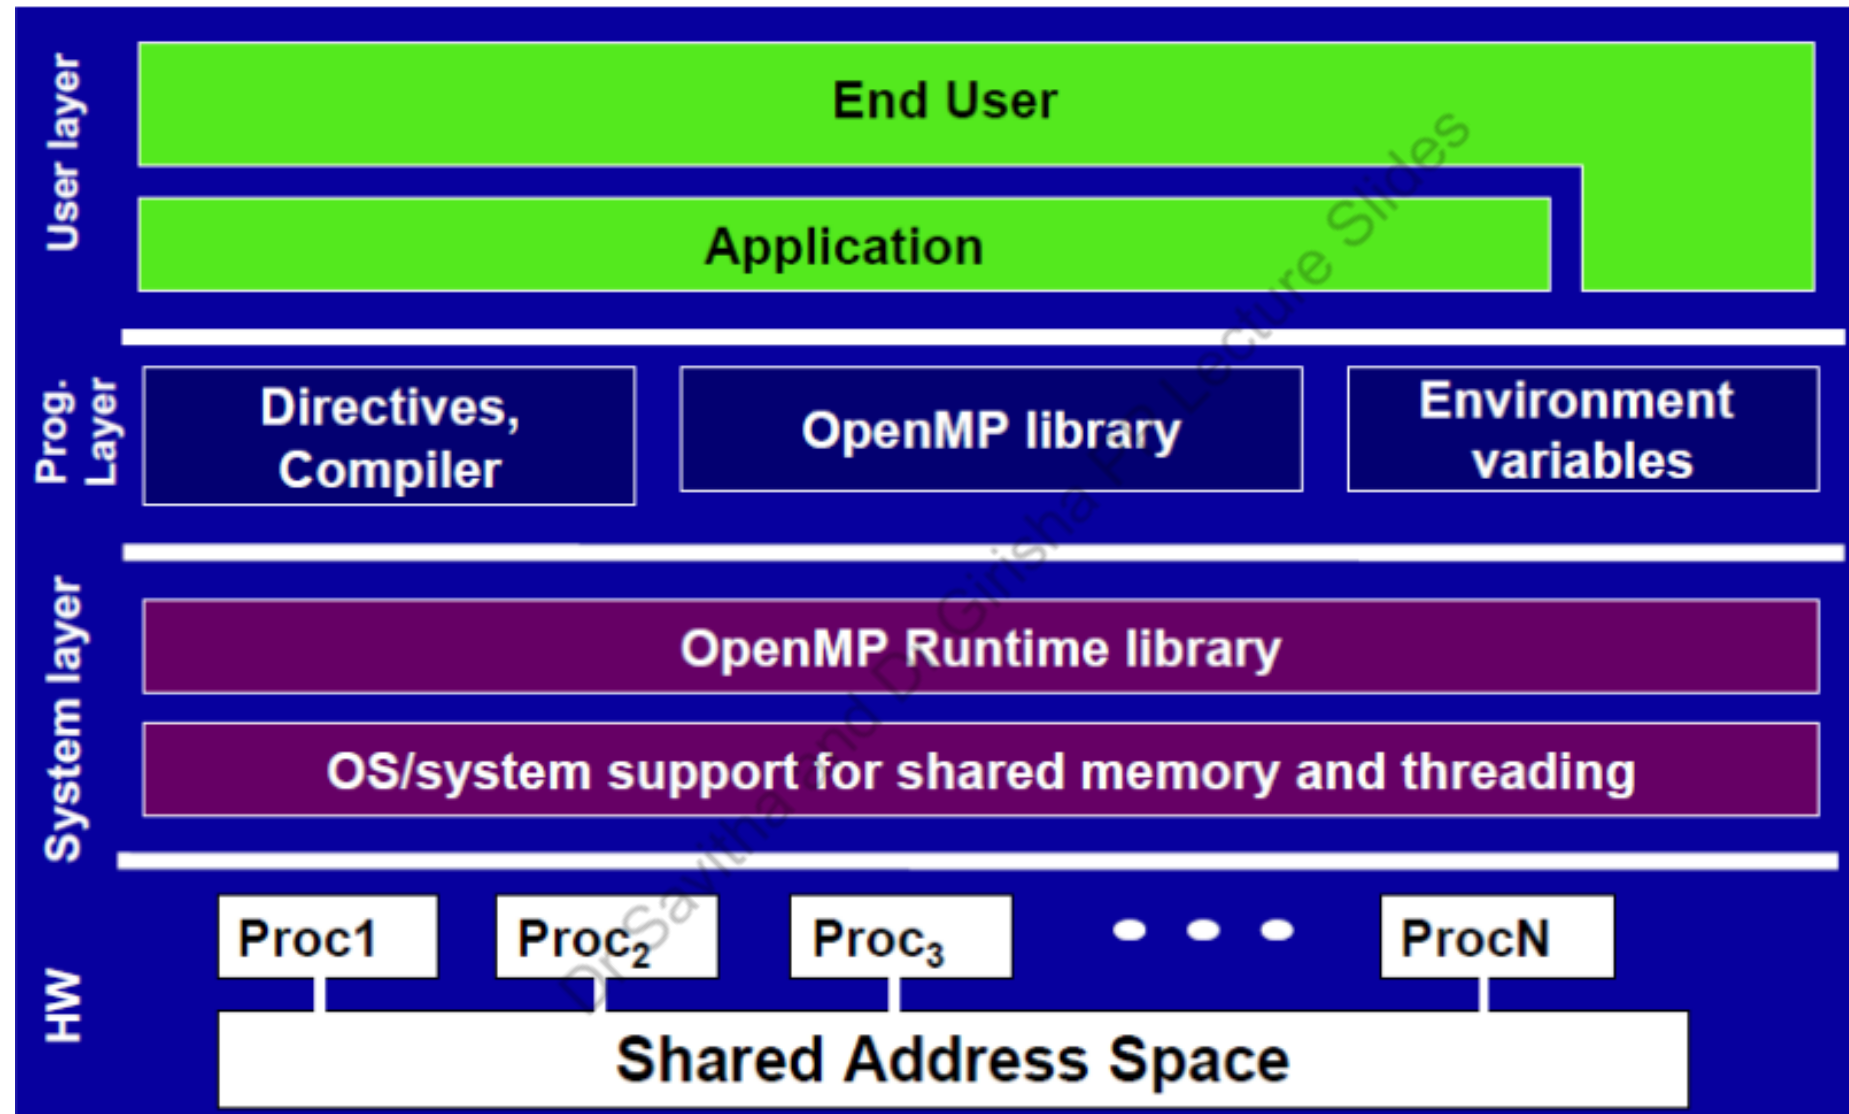 User layer
End User
Application
Prog.
Layer
Directives,
Compiler
OpenMP library
Environment
variables
System layer
OpenMP Runtime library
OS/system support for shared memory and threading
HW
Proc1
Proc2
Proc3
ProcN
Shared Address Space